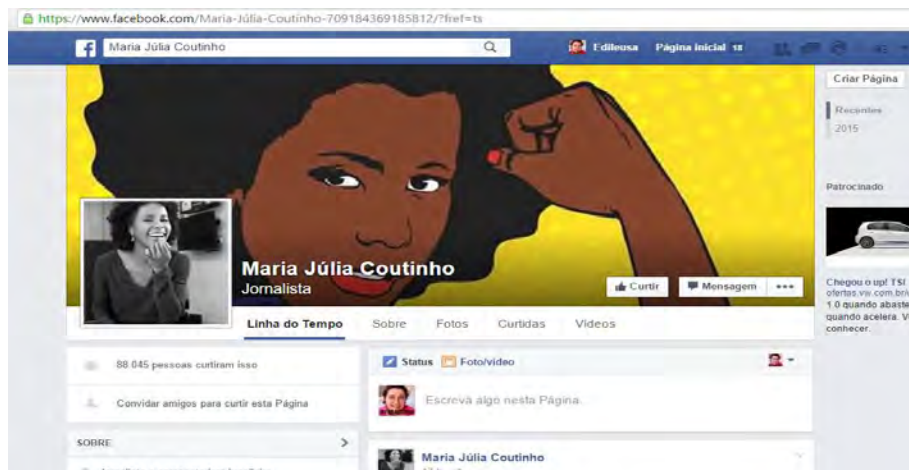 https://www.facebook.com/Maria-Júlia-Coutinho-709184369185812/?fref=ts
f Maria Júlia Coutinho Edileusa Página inicial 18
Criar Página
Recentes
2015
Patrocinado
Maria Júlia Coutinho
Jornalista
Curtir Mensagem
Chegou o up! TSI
ofertas.vw.com.br/
1.0 quando abaste
quando acelera. V
conhecer.
Linha do Tempo Sobre Fotos Curtidas Vídeos
88.045 pessoas curtiram isso
Convidar amigos para curtir esta Página
SOBRE
Status Foto/vídeo
Escreva algo nesta Página.
Maria Júlia Coutinho